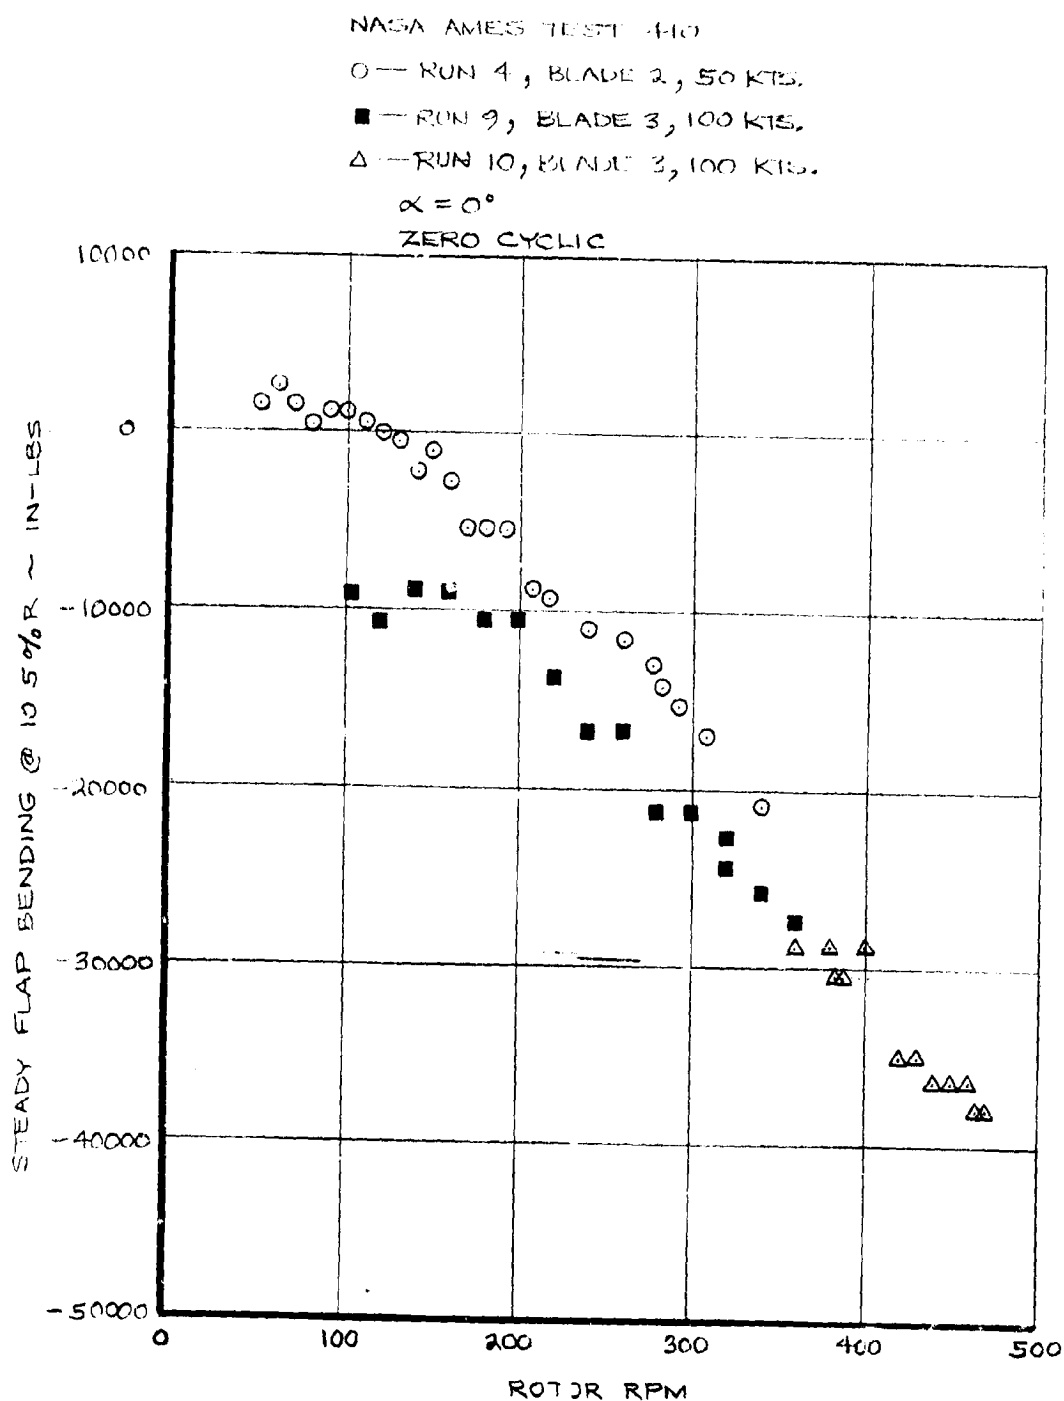 NASA AMES TEST 410
○ — RUN 4, BLADE 2, 50 KTS.
■ — RUN 9, BLADE 3, 100 KTS.
△ — RUN 10, BLADE 3, 100 KTS.
α = 0°
ZERO CYCLIC
STEADY FLAP BENDING @ 10 5%R ~ IN-LBS
10000
0
-10000
-20000
-30000
-40000
-50000
0 100 200 300 400 500
ROTOR RPM